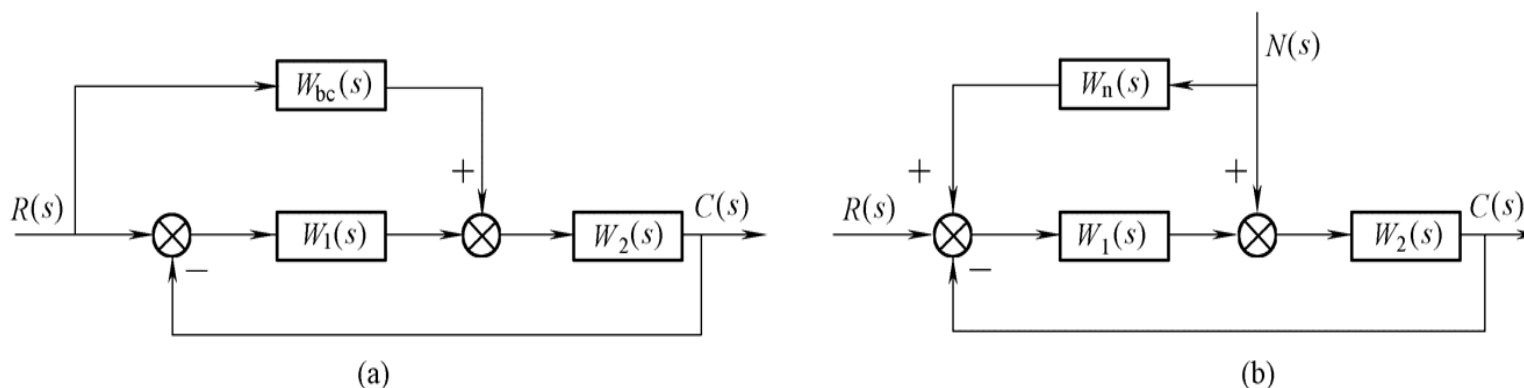 W_bc(s)
+
R(s)
W_1(s)
W_2(s)
C(s)
−
(a)
N(s)
W_n(s)
+
+
R(s)
W_1(s)
W_2(s)
C(s)
−
(b)